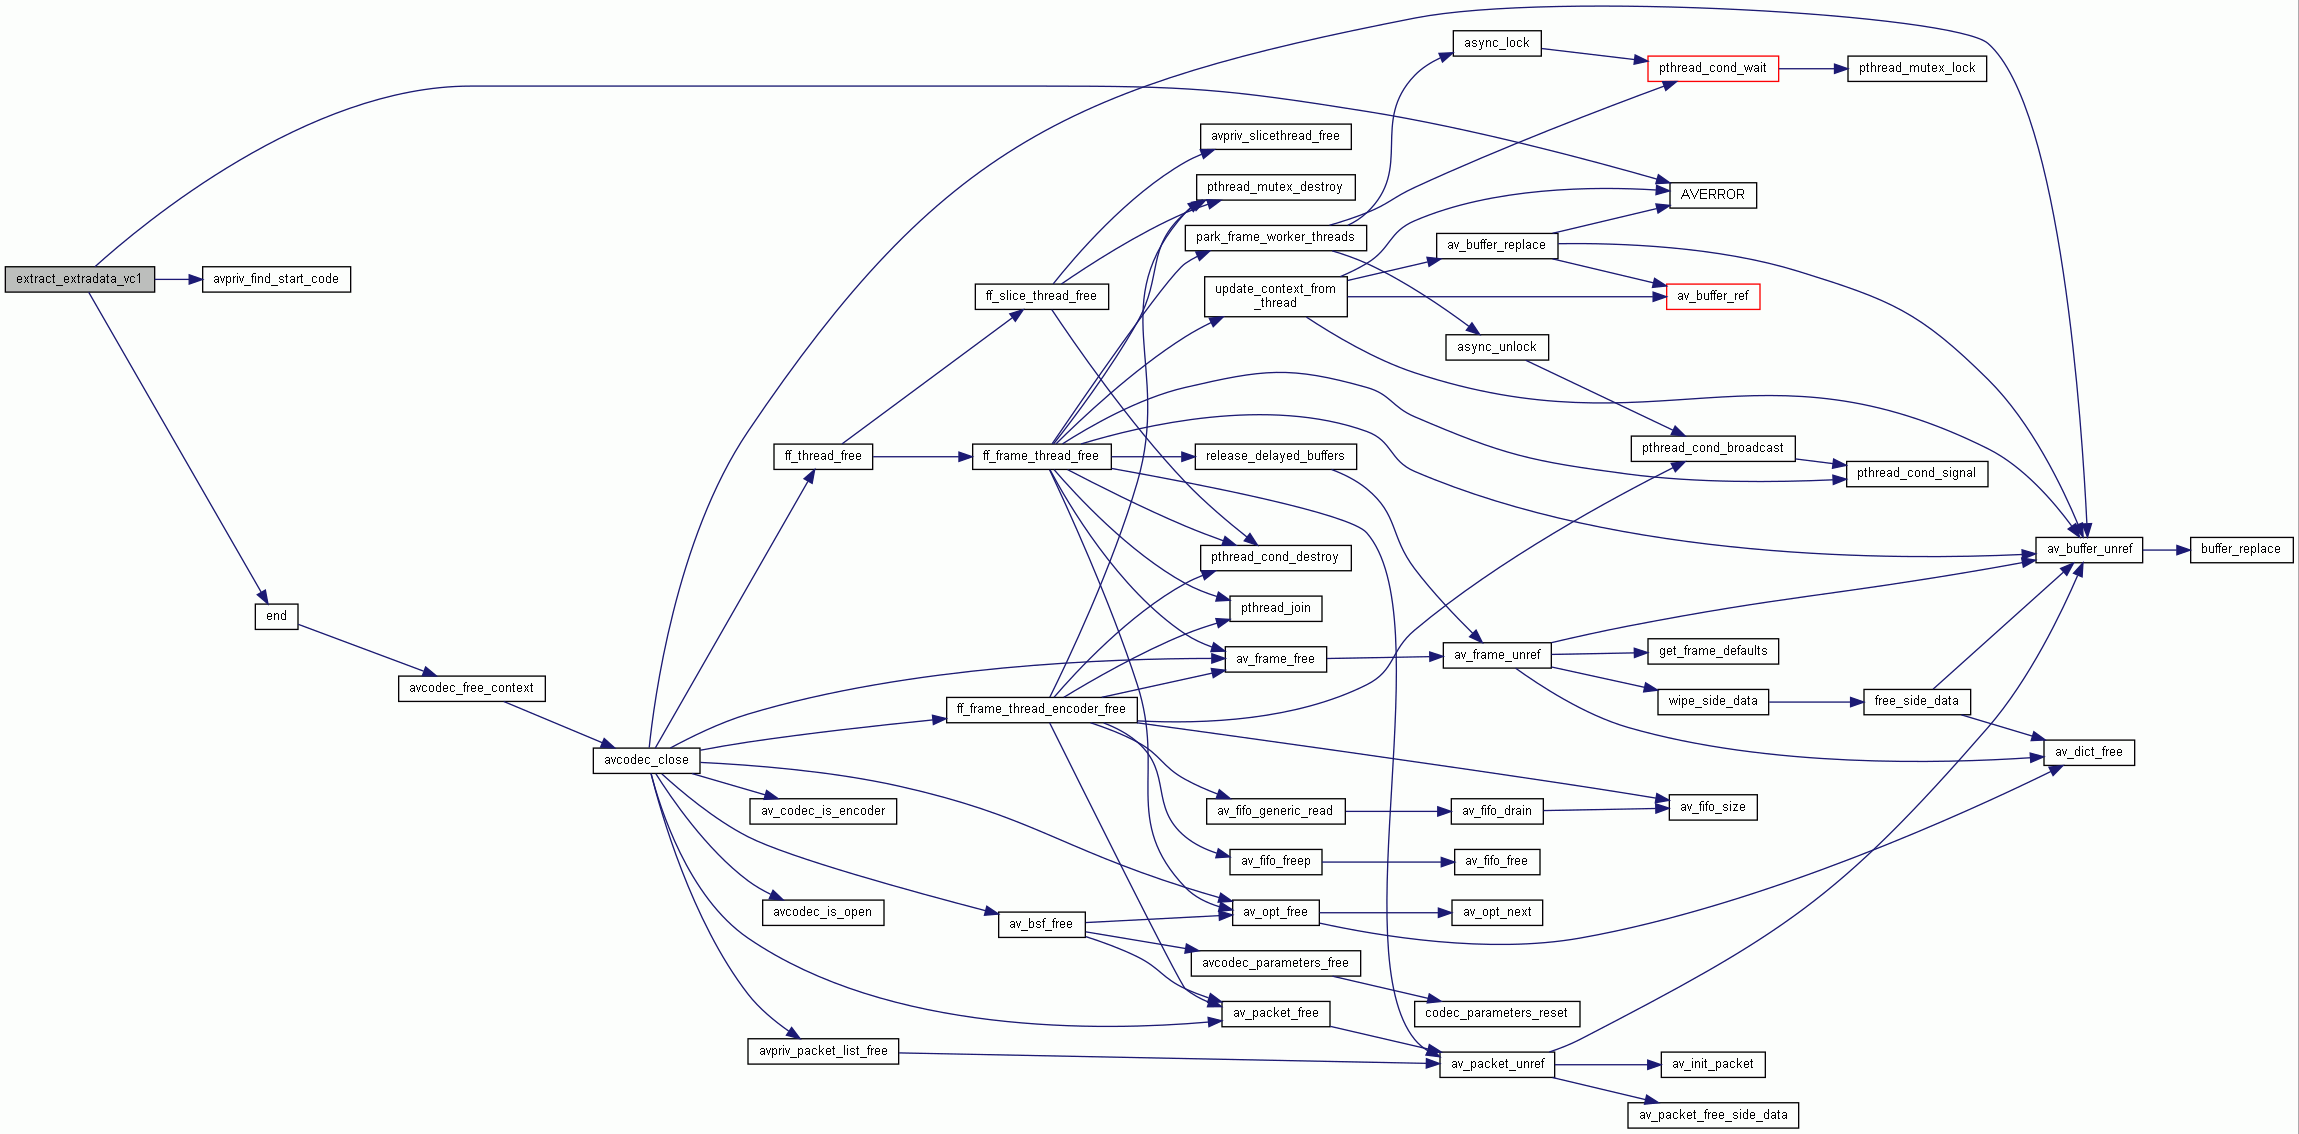 extract_extradata_vc1
avpriv_find_start_code
end
avcodec_free_context
avcodec_close
ff_thread_free
av_codec_is_encoder
avcodec_is_open
avpriv_packet_list_free
ff_slice_thread_free
ff_frame_thread_free
ff_frame_thread_encoder_free
av_bsf_free
avpriv_slicethread_free
pthread_mutex_destroy
park_frame_worker_threads
update_context_from
_thread
release_delayed_buffers
pthread_cond_destroy
pthread_join
av_frame_free
av_fifo_generic_read
av_fifo_freep
av_opt_free
avcodec_parameters_free
av_packet_free
async_lock
av_buffer_replace
async_unlock
av_frame_unref
av_fifo_drain
av_fifo_free
av_opt_next
codec_parameters_reset
av_packet_unref
pthread_cond_wait
AVERROR
av_buffer_ref
pthread_cond_broadcast
get_frame_defaults
wipe_side_data
av_fifo_size
av_init_packet
av_packet_free_side_data
pthread_mutex_lock
pthread_cond_signal
free_side_data
av_buffer_unref
av_dict_free
buffer_replace